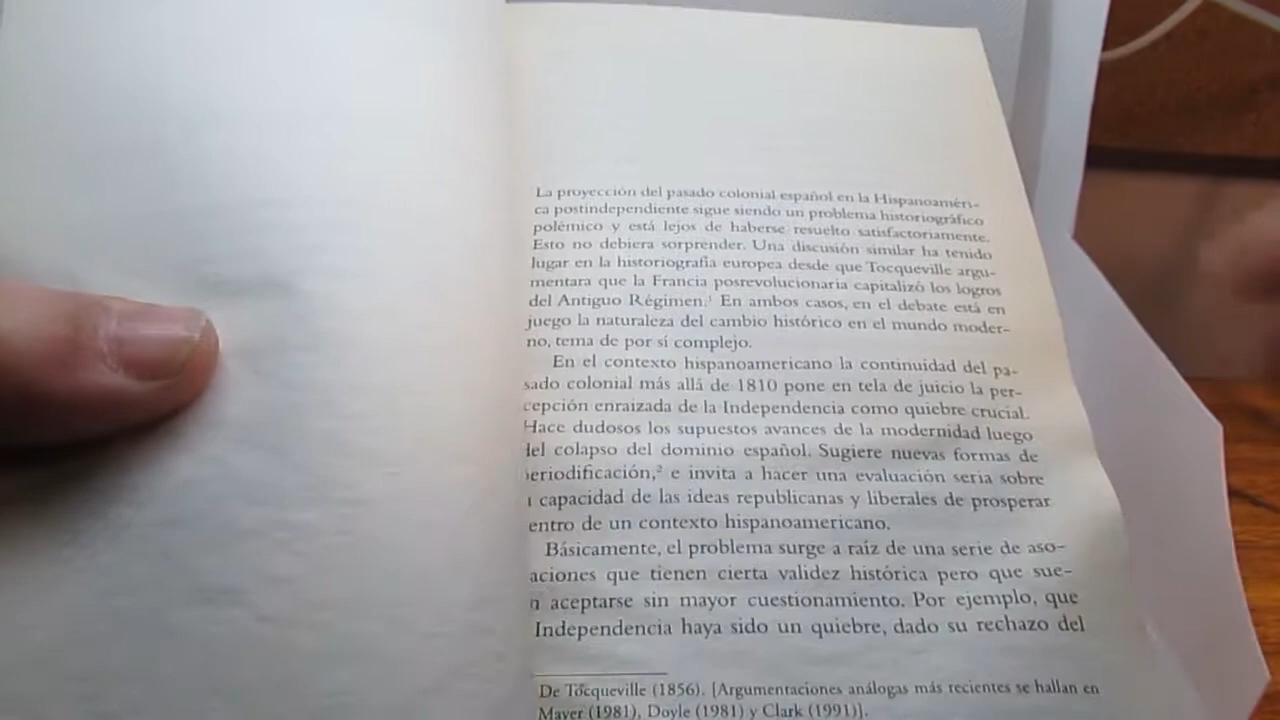 La proyección del pasado colonial español en la Hispanoaméri-
ca postindependiente sigue siendo un problema historiográfico
polémico y está lejos de haberse resuelto satisfactoriamente.
Esto no debiera sorprender. Una discusión similar ha tenido
lugar en la historiografía europea desde que Tocqueville argu-
mentara que la Francia posrevolucionaria capitalizó los logros
del Antiguo Régimen.¹ En ambos casos, en el debate está en
juego la naturaleza del cambio histórico en el mundo moder-
no, tema de por sí complejo.
En el contexto hispanoamericano la continuidad del pa-
sado colonial más allá de 1810 pone en tela de juicio la per-
cepción enraizada de la Independencia como quiebre crucial.
Hace dudosos los supuestos avances de la modernidad luego
del colapso del dominio español. Sugiere nuevas formas de
periodificación,² e invita a hacer una evaluación seria sobre
capacidad de las ideas republicanas y liberales de prosperar
entro de un contexto hispanoamericano.
Básicamente, el problema surge a raíz de una serie de aso-
aciones que tienen cierta validez histórica pero que sue-
n aceptarse sin mayor cuestionamiento. Por ejemplo, que
Independencia haya sido un quiebre, dado su rechazo del
De Tocqueville (1856). [Argumentaciones análogas más recientes se hallan en
Mayer (1981), Doyle (1981) y Clark (1991)].